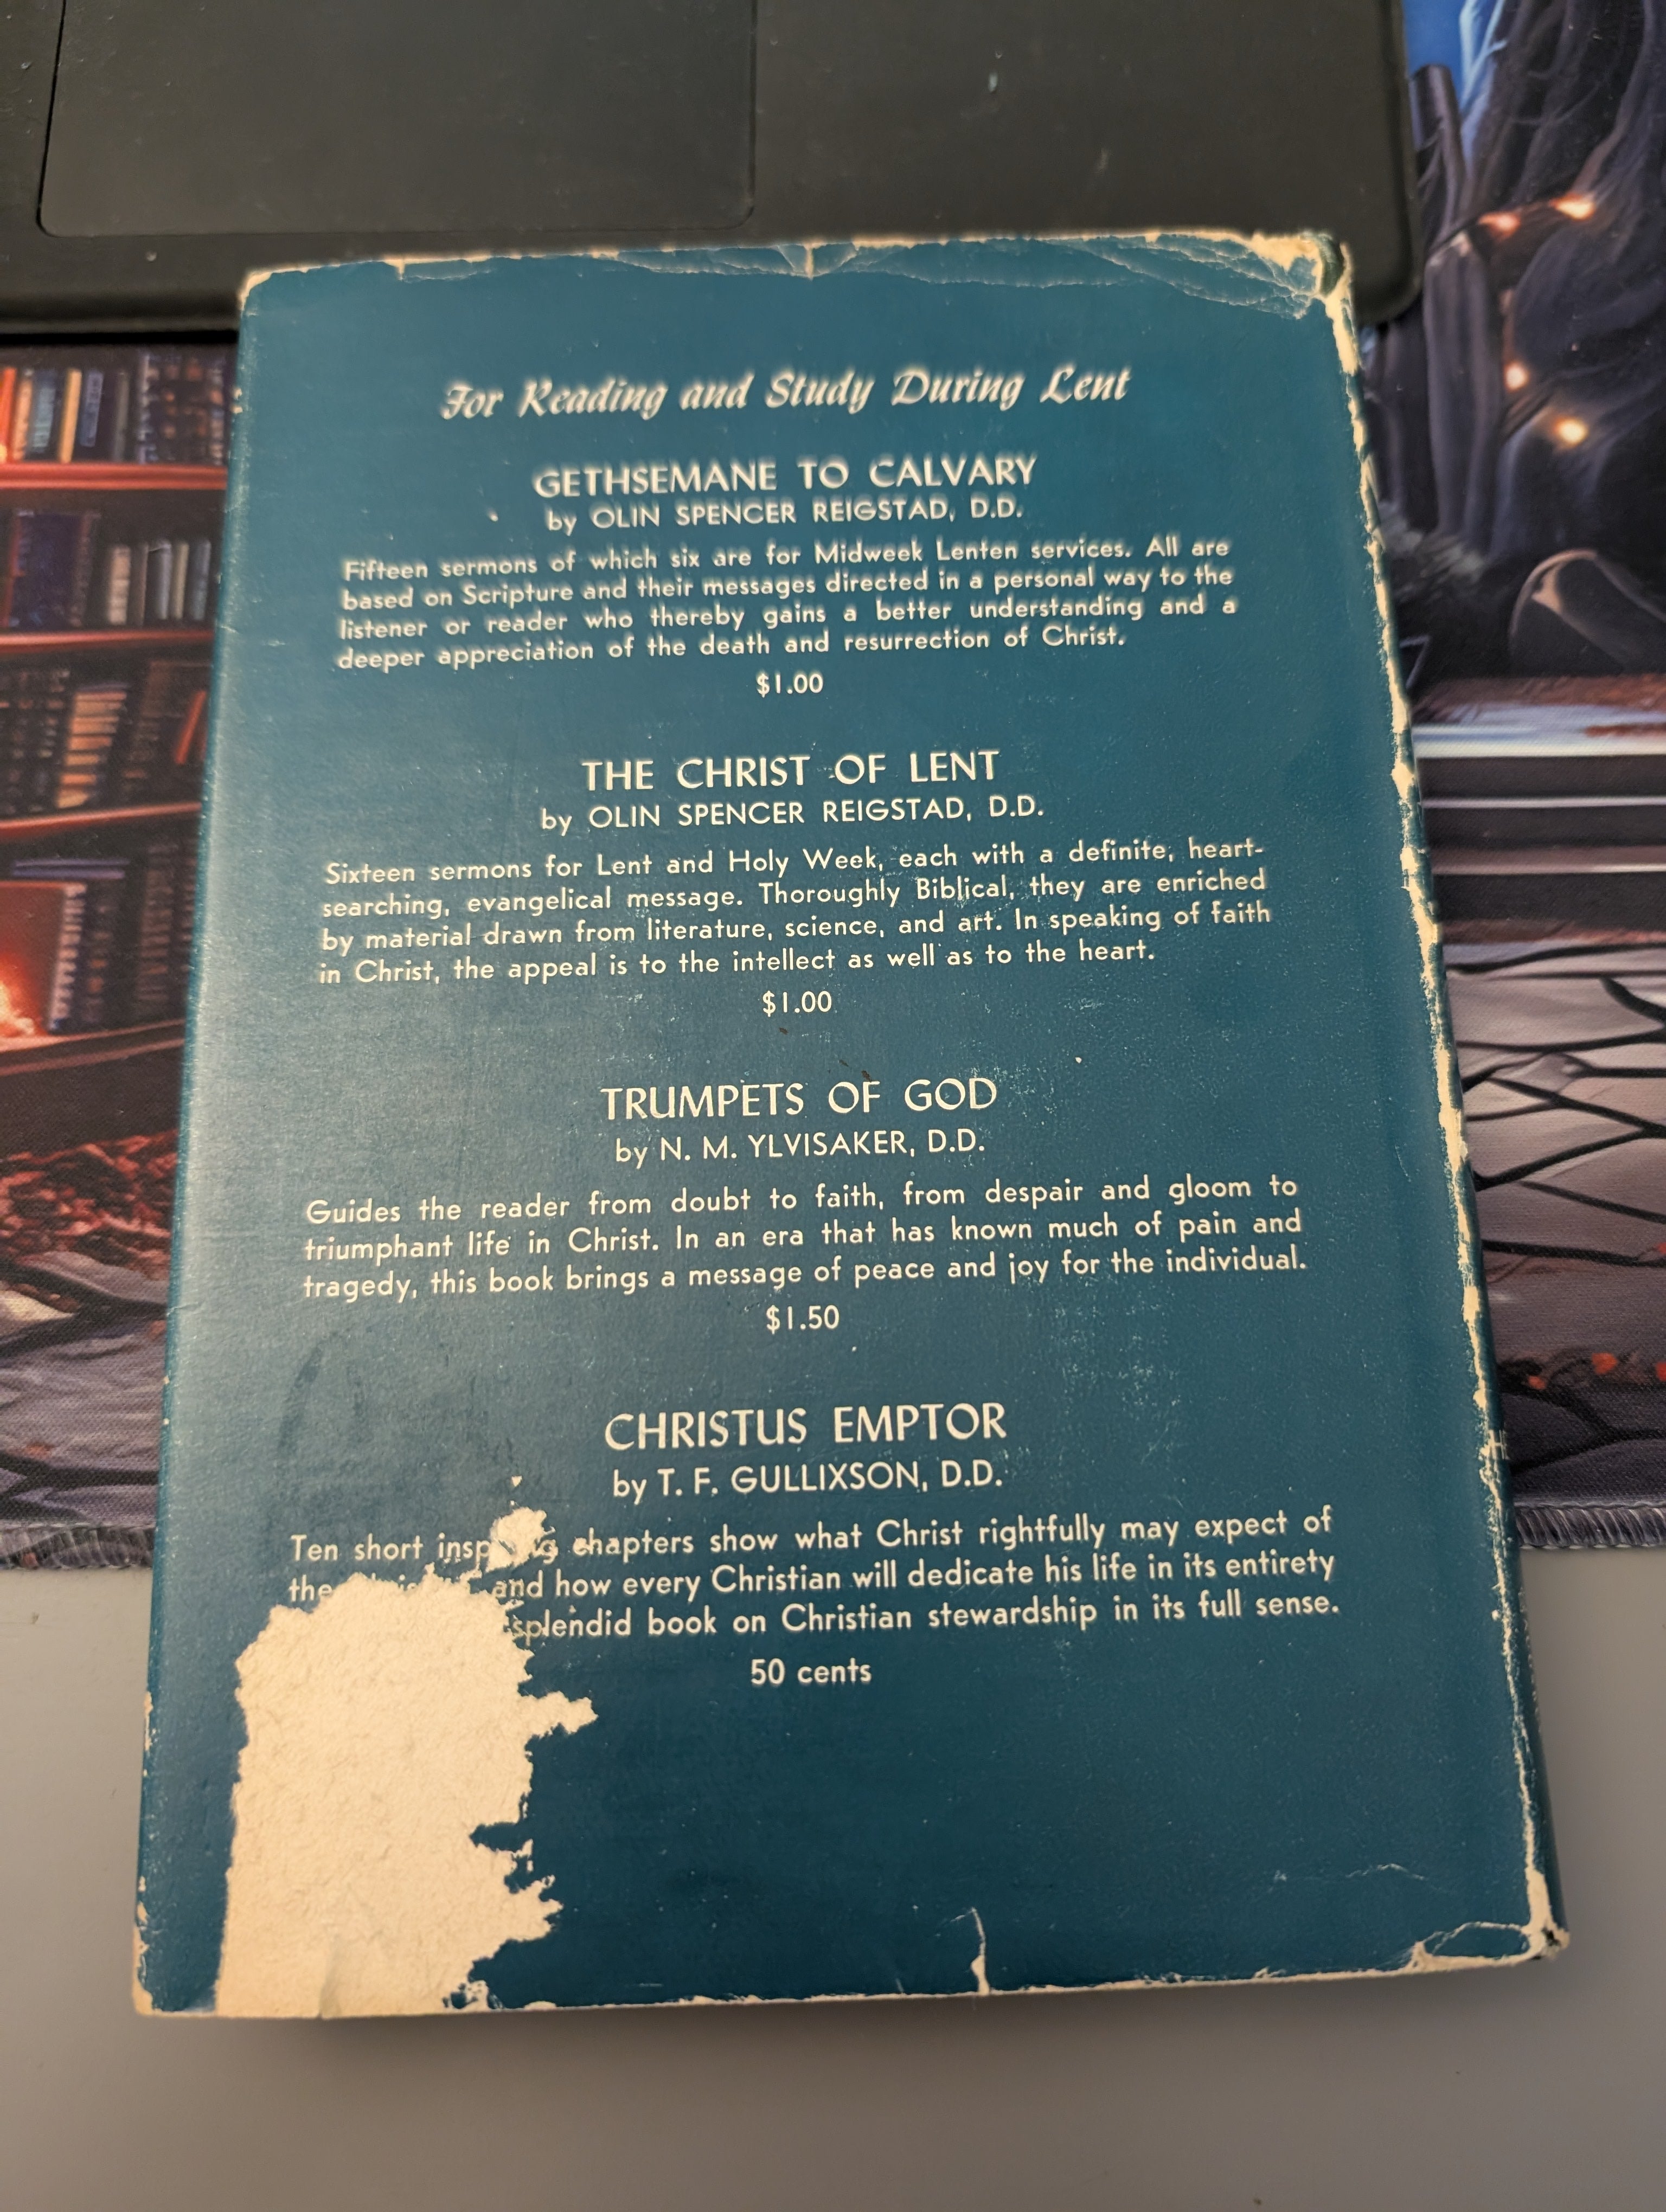 For Reading and Study During Lent
GETHSEMANE TO CALVARY
by OLIN SPENCER REIGSTAD, D.D.
Fifteen sermons of which six are for Midweek Lenten services. All are
based on Scripture and their messages directed in a personal way to the
listener or reader who thereby gains a better understanding and a
deeper appreciation of the death and resurrection of Christ.
$1.00
THE CHRIST OF LENT
by OLIN SPENCER REIGSTAD, D.D.
Sixteen sermons for Lent and Holy Week, each with a definite, heart-
searching, evangelical message. Thoroughly Biblical, they are enriched
by material drawn from literature, science, and art. In speaking of faith
in Christ, the appeal is to the intellect as well as to the heart.
$1.00
TRUMPETS OF GOD
by N. M. YLVISAKER, D.D.
Guides the reader from doubt to faith, from despair and gloom to
triumphant life in Christ. In an era that has known much of pain and
tragedy, this book brings a message of peace and joy for the individual.
$1.50
CHRISTUS EMPTOR
by T. F. GULLIXSON, D.D.
Ten short chapters show what Christ rightfully may expect of
the and how every Christian will dedicate his life in its entirety
splendid book on Christian stewardship in its full sense.
50 cents